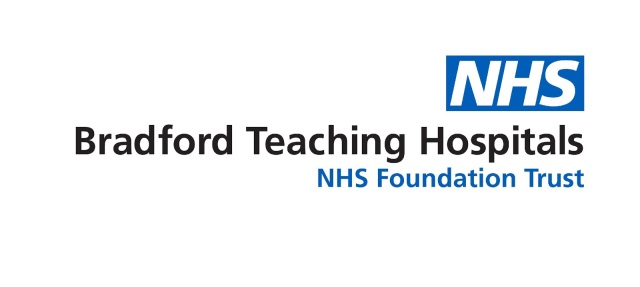 NHS
Bradford Teaching Hospitals
NHS Foundation Trust